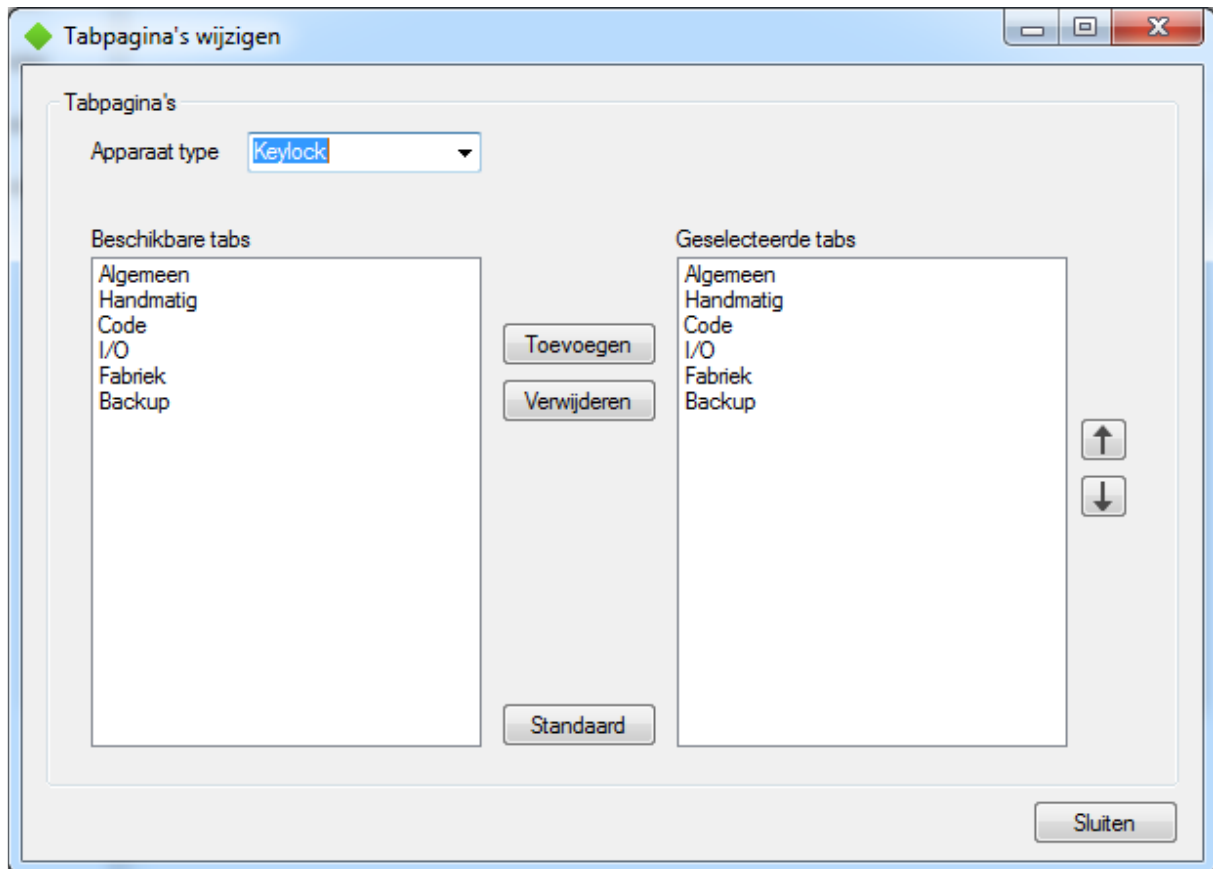 Tabpagina's wijzigen
Tabpagina's
Apparaat type Keylock
Beschikbare tabs
Algemeen
Handmatig
Code
I/O
Fabriek
Backup
Toevoegen
Verwijderen
Standaard
Geselecteerde tabs
Algemeen
Handmatig
Code
I/O
Fabriek
Backup
Sluiten